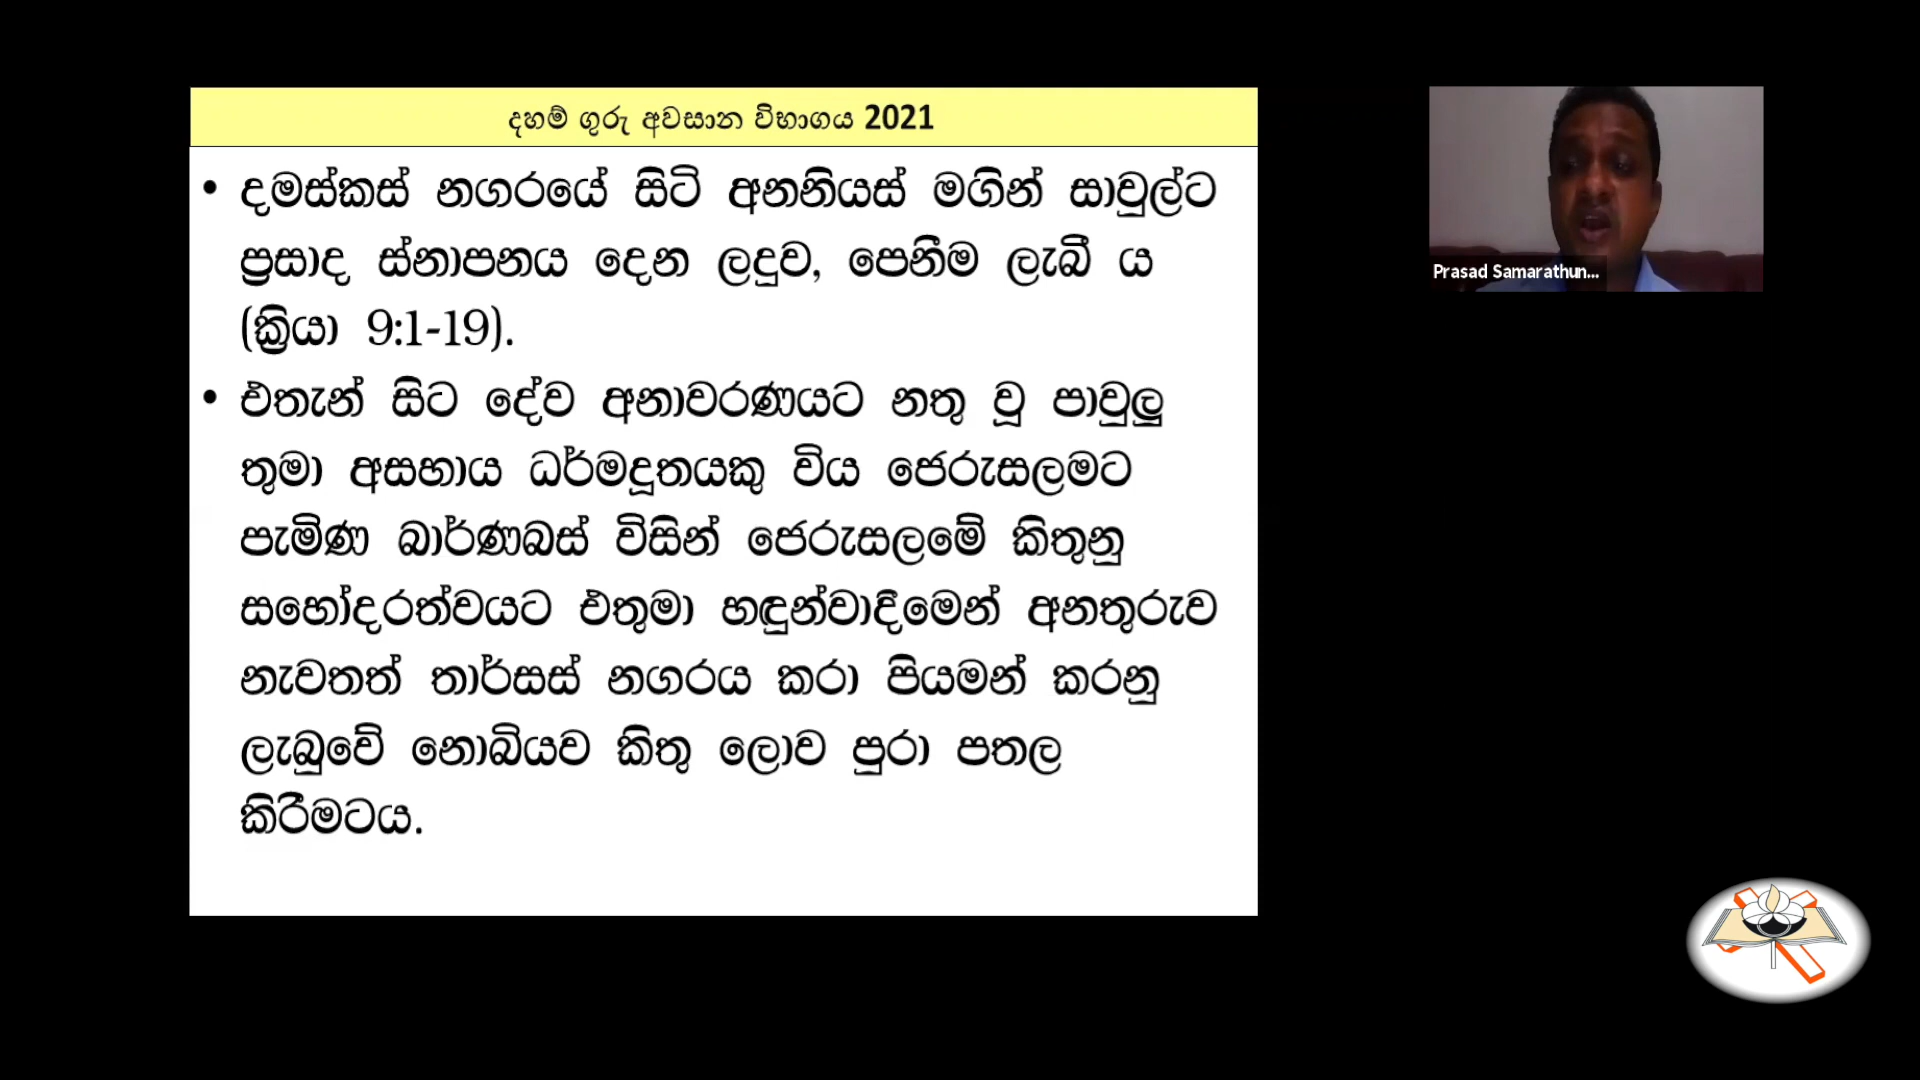 දහම් ගුරු අවසාන විභාගය 2021
• දමස්කස් නගරයේ සිටි අනනියස් මගින් සාවුල්ට
ප්‍රසාද ස්නාපනය දෙන ලදුව, පෙනීම ලැබී ය
(ක්‍රියා 9:1-19).
• එතැන් සිට දේව අනාවරණයට නතු වූ පාවුලු
තුමා අසහාය ධර්මදූතයකු විය ජෙරුසලමට
පැමිණ බාර්ණබස් විසින් ජෙරුසලමේ කිතුනු
සහෝදරත්වයට එතුමා හඳුන්වාදීමෙන් අනතුරුව
නැවතත් තාර්සස් නගරය කරා පියමන් කරනු
ලැබුවේ නොබියව කිතු ලොව පුරා පතල
කිරීමටය.
Prasad Samarathun...